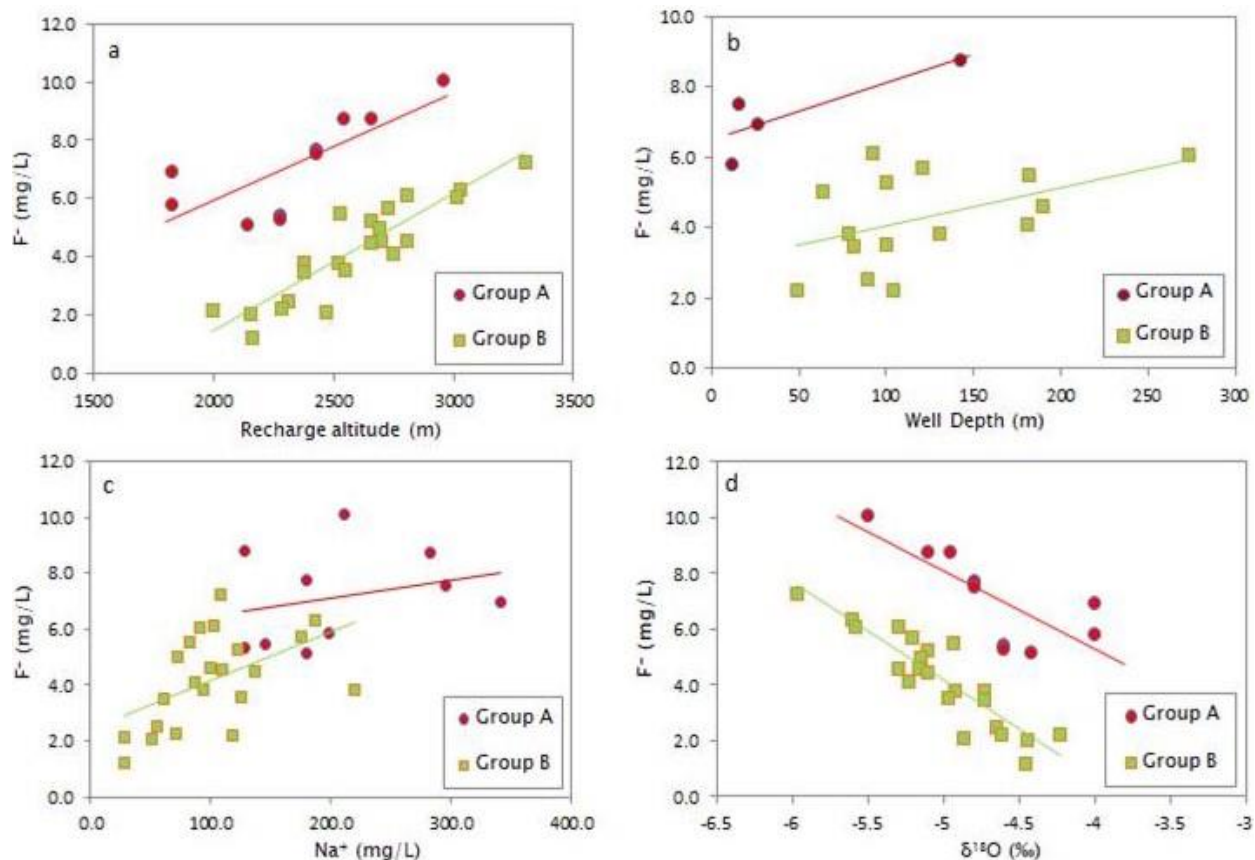 a
12.0
10.0
8.0
6.0
4.0
2.0
0.0
F⁻ (mg/L)
Group A
Group B
1500 2000 2500 3000 3500
Recharge altitude (m)
b
10.0
8.0
6.0
4.0
2.0
0.0
F⁻ (mg/L)
Group A
Group B
0 50 100 150 200 250 300
Well Depth (m)
c
12.0
10.0
8.0
6.0
4.0
2.0
0.0
F⁻ (mg/L)
Group A
Group B
0.0 100.0 200.0 300.0 400.0
Na⁺ (mg/L)
d
12.0
10.0
8.0
6.0
4.0
2.0
0.0
F⁻ (mg/L)
Group A
Group B
-6.5 -6 -5.5 -5 -4.5 -4 -3.5 -3
δ¹⁸O (‰)